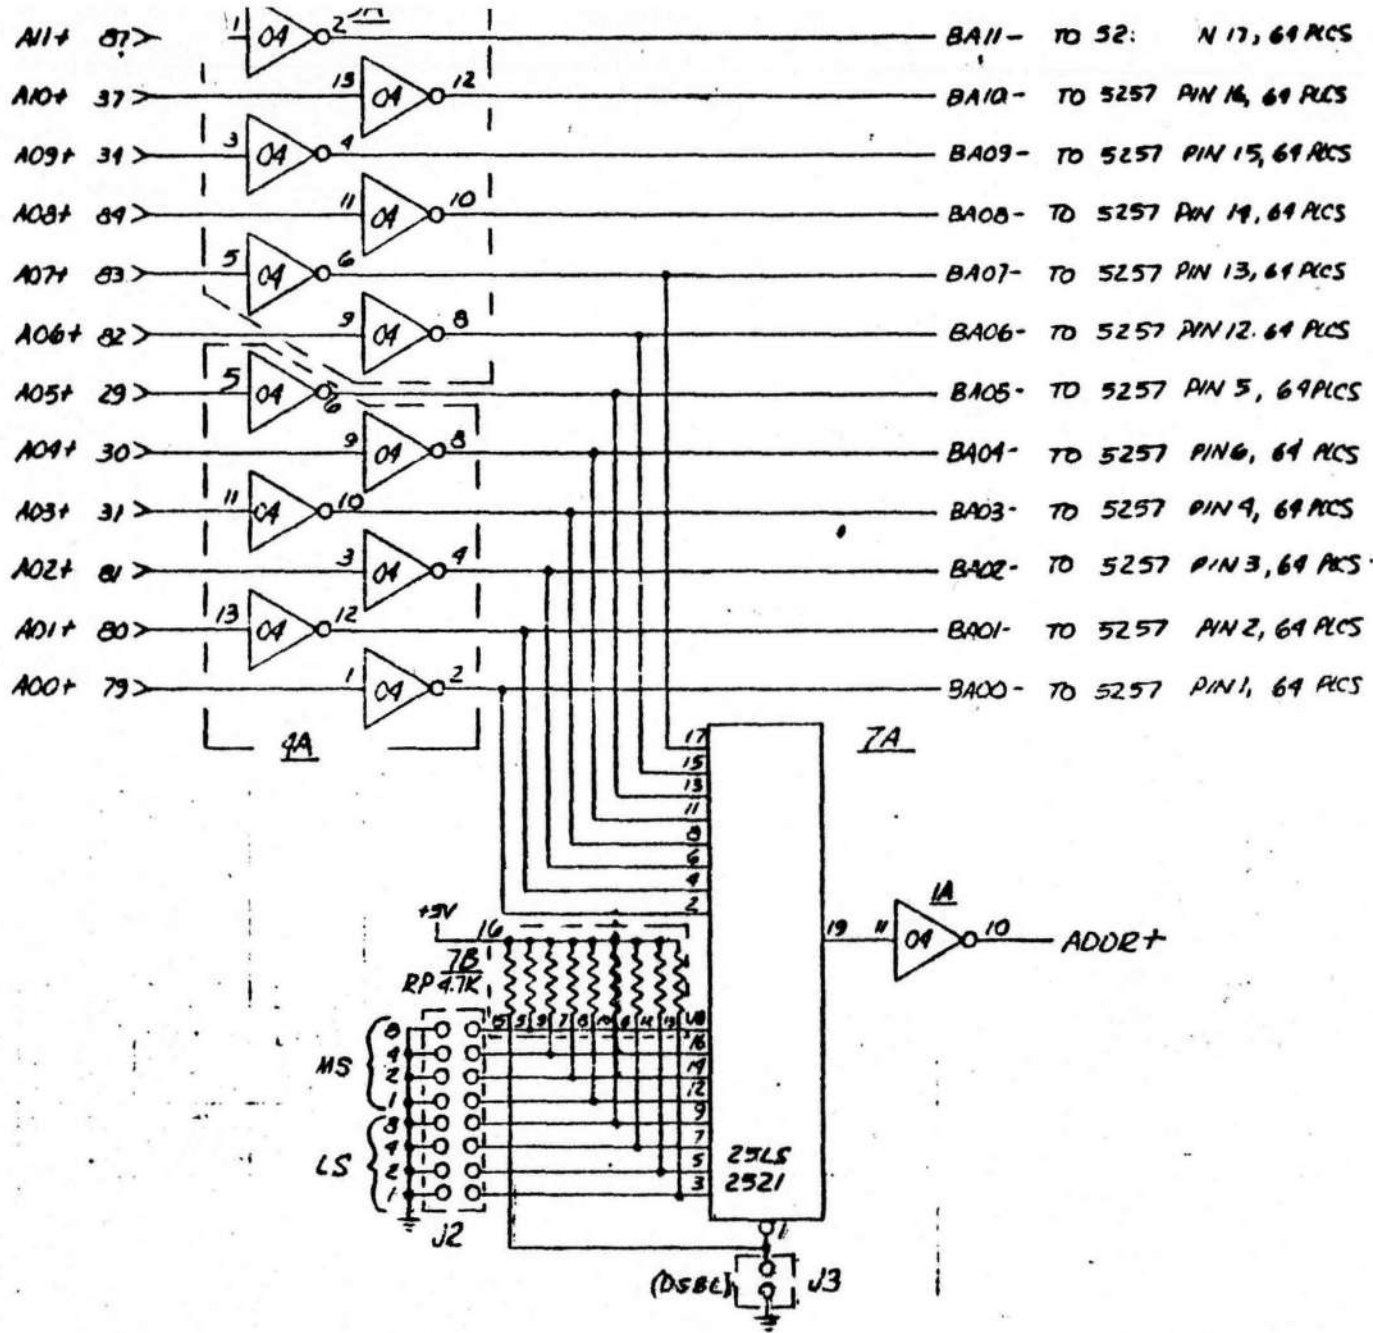 A11+ 87 1 04 2 BA11- TO 52: N 17, 64 PLCS
A10+ 37 13 04 12 BA10- TO 5257 PIN 16, 64 PLCS
A09+ 34 3 04 4 BA09- TO 5257 PIN 15, 64 PLCS
A08+ 84 11 04 10 BA08- TO 5257 PIN 14, 64 PLCS
A07+ 83 5 04 6 BA07- TO 5257 PIN 13, 64 PLCS
A06+ 82 9 04 8 BA06- TO 5257 PIN 12. 64 PLCS
A05+ 29 5 04 6 BA05- TO 5257 PIN 5, 64 PLCS
A04+ 30 9 04 8 BA04- TO 5257 PIN 6, 64 PLCS
A03+ 31 11 04 10 BA03- TO 5257 PIN 4, 64 PLCS
A02+ 81 3 04 4 BA02- TO 5257 PIN 3, 64 PLCS
A01+ 80 13 04 12 BA01- TO 5257 PIN 2, 64 PLCS
A00+ 79 1 04 2 BA00- TO 5257 PIN 1, 64 PLCS
4A
7A
17
15
13
11
8
6
4
2
1A
19 11 04 10 ADDR+
+5V
16
7B
RP 4.7K
MS
8
4
2
1
LS
8
4
2
1
18
16
14
12
9
7
5
3
25LS
2521
J2
1
(DSBL) J3